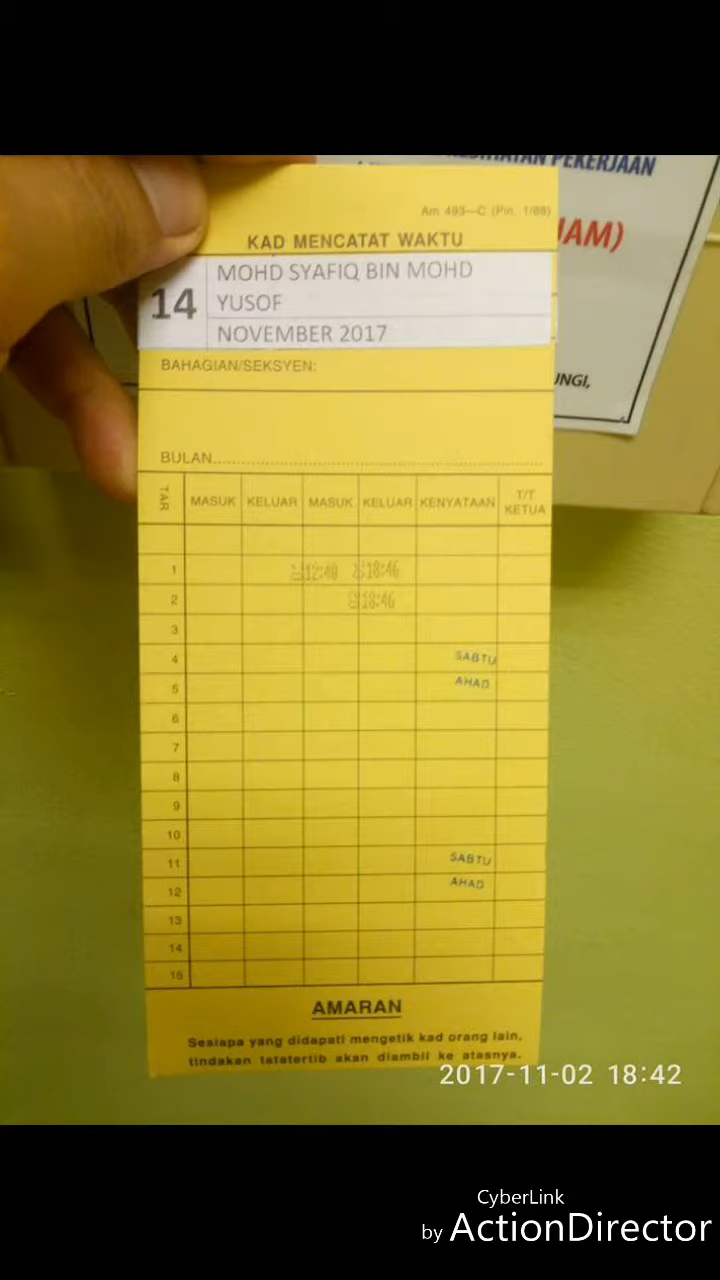 KESIHATAN PEKERJAAN
JAM)
UNGI,
Am 493—C (Pin. 1/88)
KAD MENCATAT WAKTU
14
MOHD SYAFIQ BIN MOHD
YUSOF
NOVEMBER 2017
BAHAGIAN/SEKSYEN:
BULAN
TAR MASUK KELUAR MASUK KELUAR KENYATAAN T/T KETUA
1 12:40 18:46
2 18:46
3
4 SABTU
5 AHAD
6
7
8
9
10
11 SABTU
12 AHAD
13
14
15
AMARAN
Sesiapa yang didapati mengetik kad orang lain,
tindakan tatatertib akan diambil ke atasnya.
2017-11-02 18:42
CyberLink
by ActionDirector